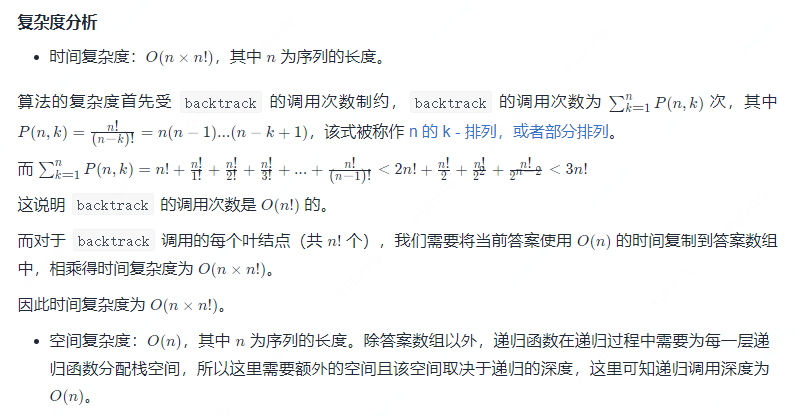 复杂度分析
• 时间复杂度：$O(n \times n!)$，其中 $n$ 为序列的长度。
算法的复杂度首先受 backtrack 的调用次数制约，backtrack 的调用次数为 $\sum_{k=1}^{n} P(n,k)$ 次，其中
$P(n,k) = \frac{n!}{(n-k)!} = n(n-1)...(n-k+1)$，该式被称作 n 的 k - 排列，或者部分排列。
而 $\sum_{k=1}^{n} P(n,k) = n! + \frac{n!}{1!} + \frac{n!}{2!} + \frac{n!}{3!} + ... + \frac{n!}{(n-1)!} < 2n! + \frac{n!}{2} + \frac{n!}{2^2} + \frac{n!}{2^{n-2}} < 3n!$
这说明 backtrack 的调用次数是 $O(n!)$ 的。
而对于 backtrack 调用的每个叶结点（共 $n!$ 个），我们需要将当前答案使用 $O(n)$ 的时间复制到答案数组
中，相乘得时间复杂度为 $O(n \times n!)$。
因此时间复杂度为 $O(n \times n!)$。
• 空间复杂度：$O(n)$，其中 $n$ 为序列的长度。除答案数组以外，递归函数在递归过程中需要为每一层递
归函数分配栈空间，所以这里需要额外的空间且该空间取决于递归的深度，这里可知递归调用深度为
$O(n)$。